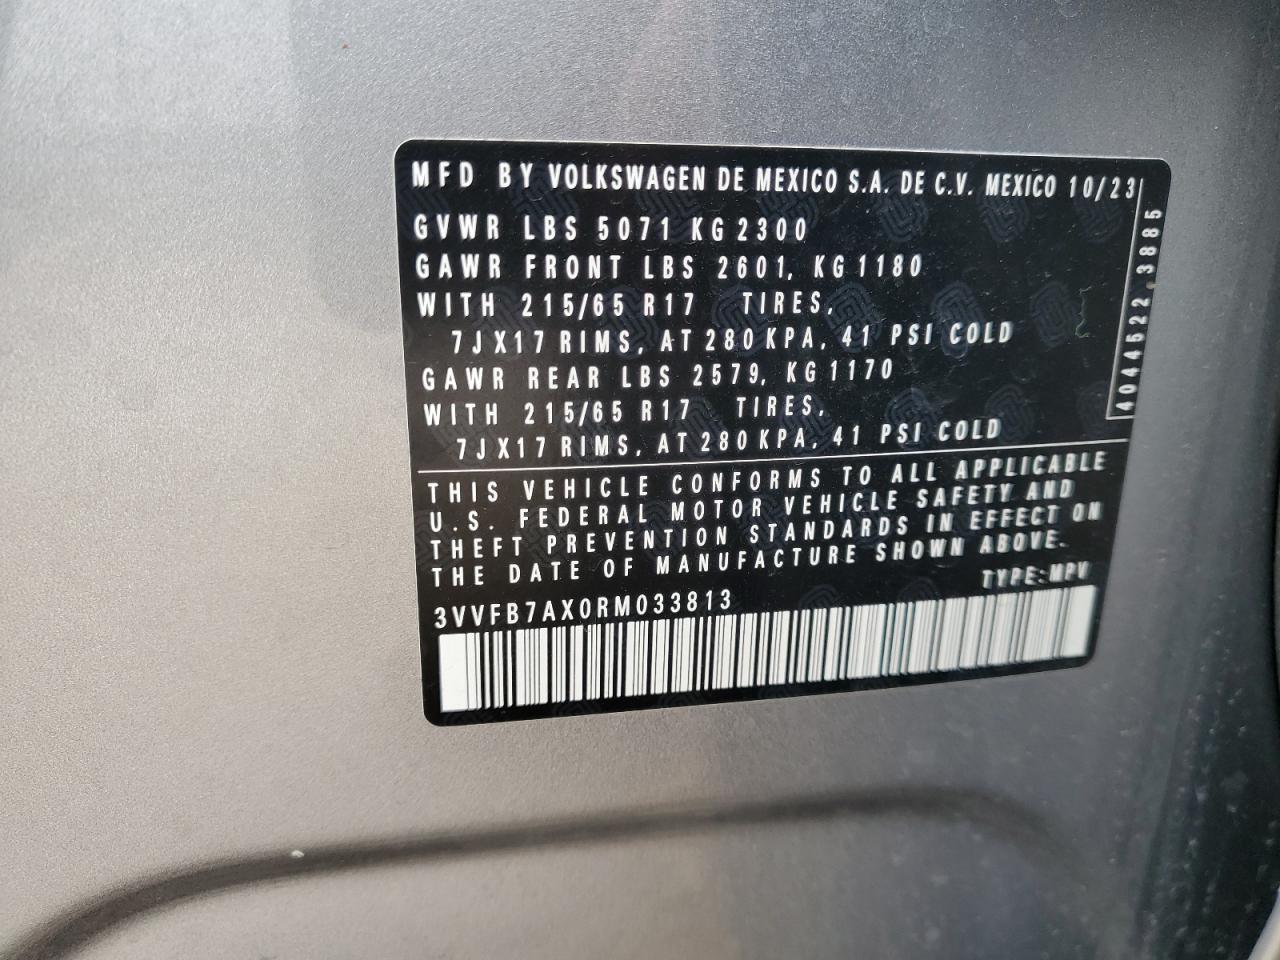 MFD BY VOLKSWAGEN DE MEXICO S.A. DE C.V. MEXICO 10/23
GVWR LBS 5071 KG 2300
GAWR FRONT LBS 2601, KG 1180
WITH 215/65 R17 TIRES,
7JX17 RIMS, AT 280 KPA, 41 PSI COLD
GAWR REAR LBS 2579, KG 1170
WITH 215/65 R17 TIRES,
7JX17 RIMS, AT 280 KPA, 41 PSI COLD
4044522.3885
THIS VEHICLE CONFORMS TO ALL APPLICABLE
U.S. FEDERAL MOTOR VEHICLE SAFETY AND
THEFT PREVENTION STANDARDS IN EFFECT ON
THE DATE OF MANUFACTURE SHOWN ABOVE.
TYPE:MPV
3VVFB7AX0RM033813